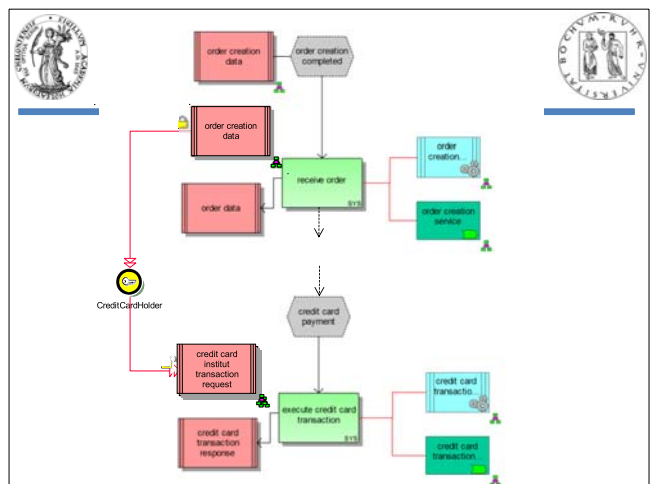 order creation
data
order creation
completed
order creation
data
order
creation...
receive order
SYS
order data
order creation
service
CreditCardHolder
credit card
payment
credit card
institut
transaction
request
credit card
transactio...
execute credit card
transaction
SYS
credit card
transaction
response
credit card
transaction...